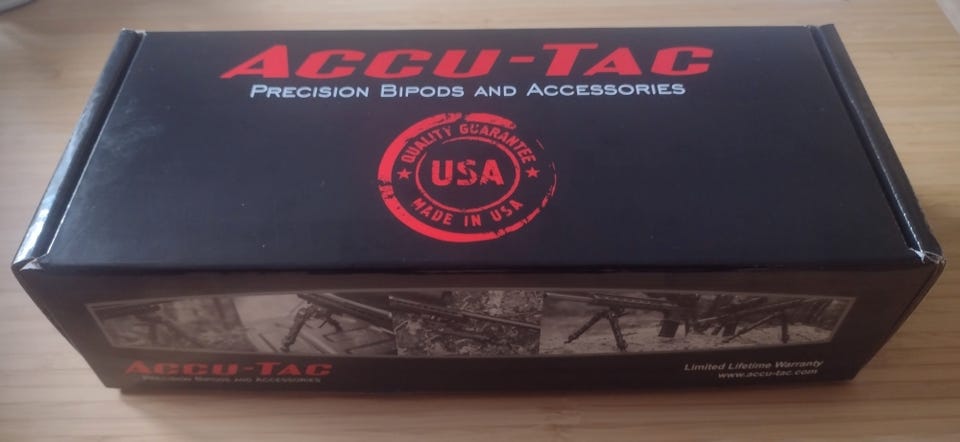 ACCU-TAC
PRECISION BIPODS AND ACCESSORIES
QUALITY GUARANTEE
USA
MADE IN USA
ACCU-TAC
PRECISION BIPODS AND ACCESSORIES
Limited Lifetime Warranty
www.accu-tac.com